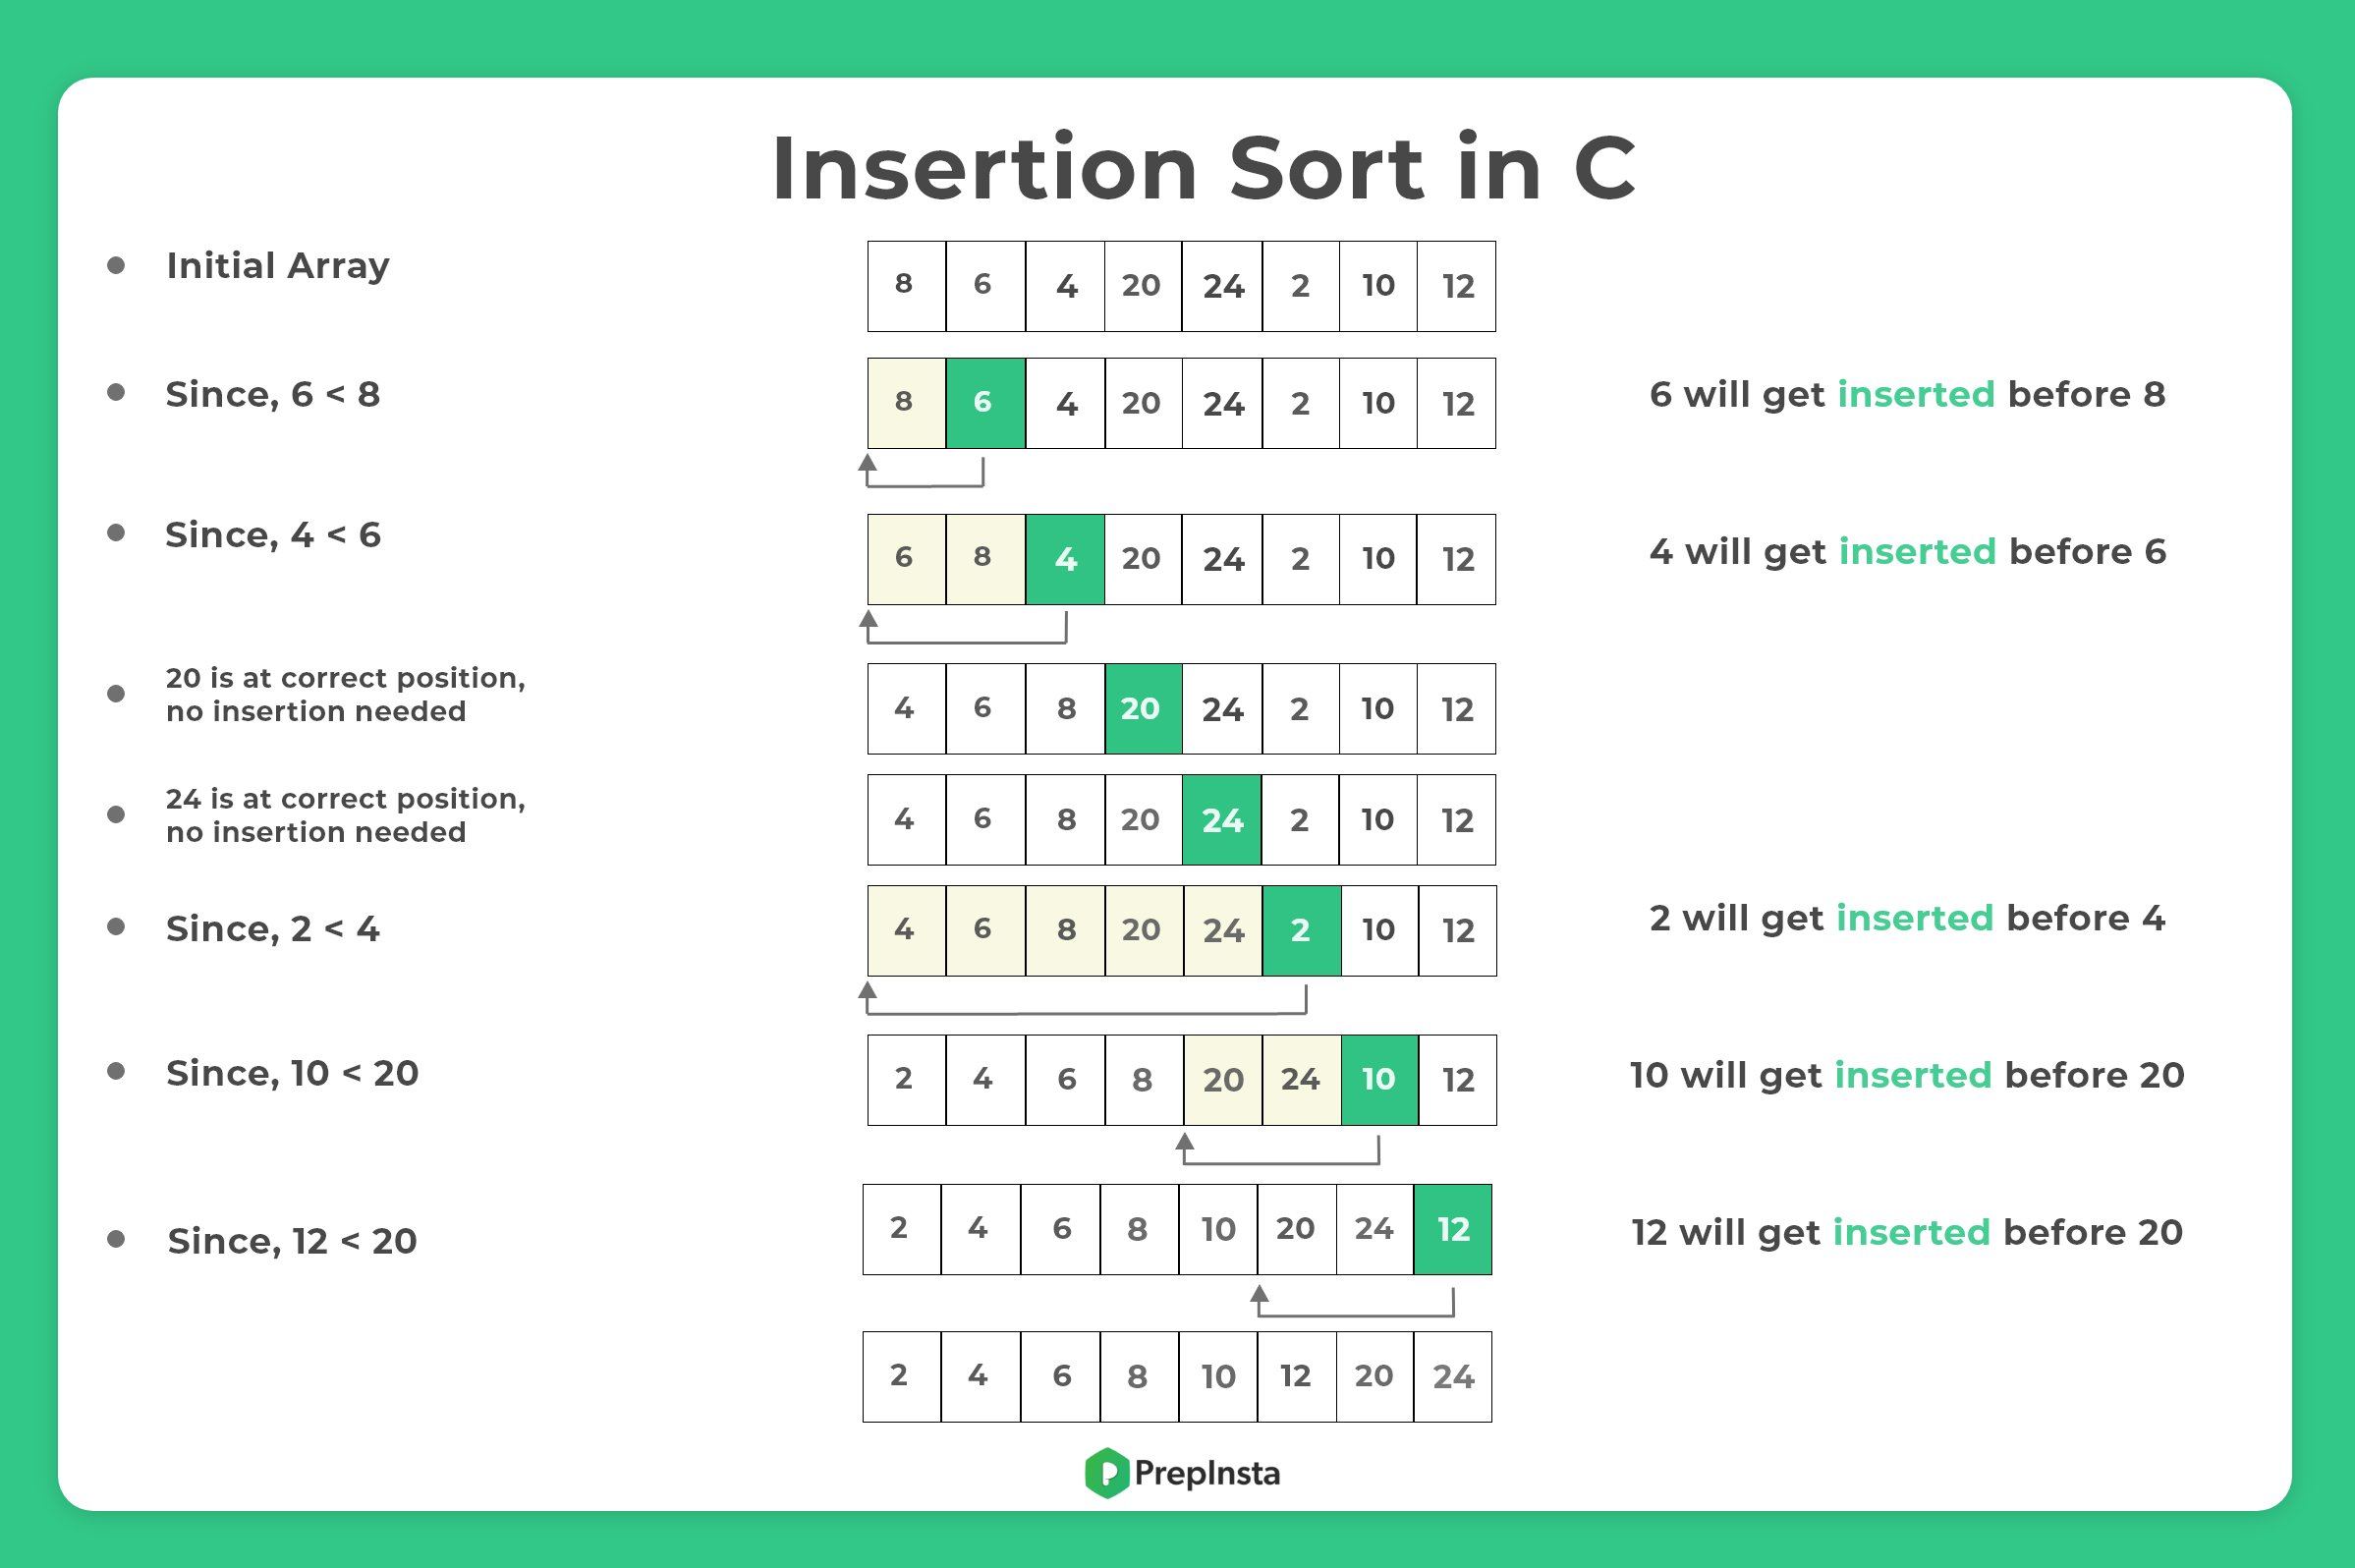 Insertion Sort in C
Initial Array
8 6 4 20 24 2 10 12
Since, 6 < 8
8 6 4 20 24 2 10 12
6 will get inserted before 8
Since, 4 < 6
6 8 4 20 24 2 10 12
4 will get inserted before 6
20 is at correct position,
no insertion needed
4 6 8 20 24 2 10 12
24 is at correct position,
no insertion needed
4 6 8 20 24 2 10 12
Since, 2 < 4
4 6 8 20 24 2 10 12
2 will get inserted before 4
Since, 10 < 20
2 4 6 8 20 24 10 12
10 will get inserted before 20
Since, 12 < 20
2 4 6 8 10 20 24 12
12 will get inserted before 20
2 4 6 8 10 12 20 24
PrepInsta